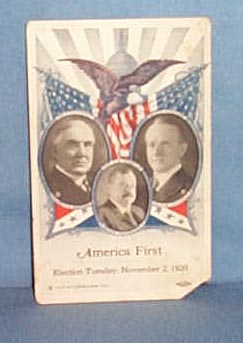 America First
Election Tuesday, November 2, 1920